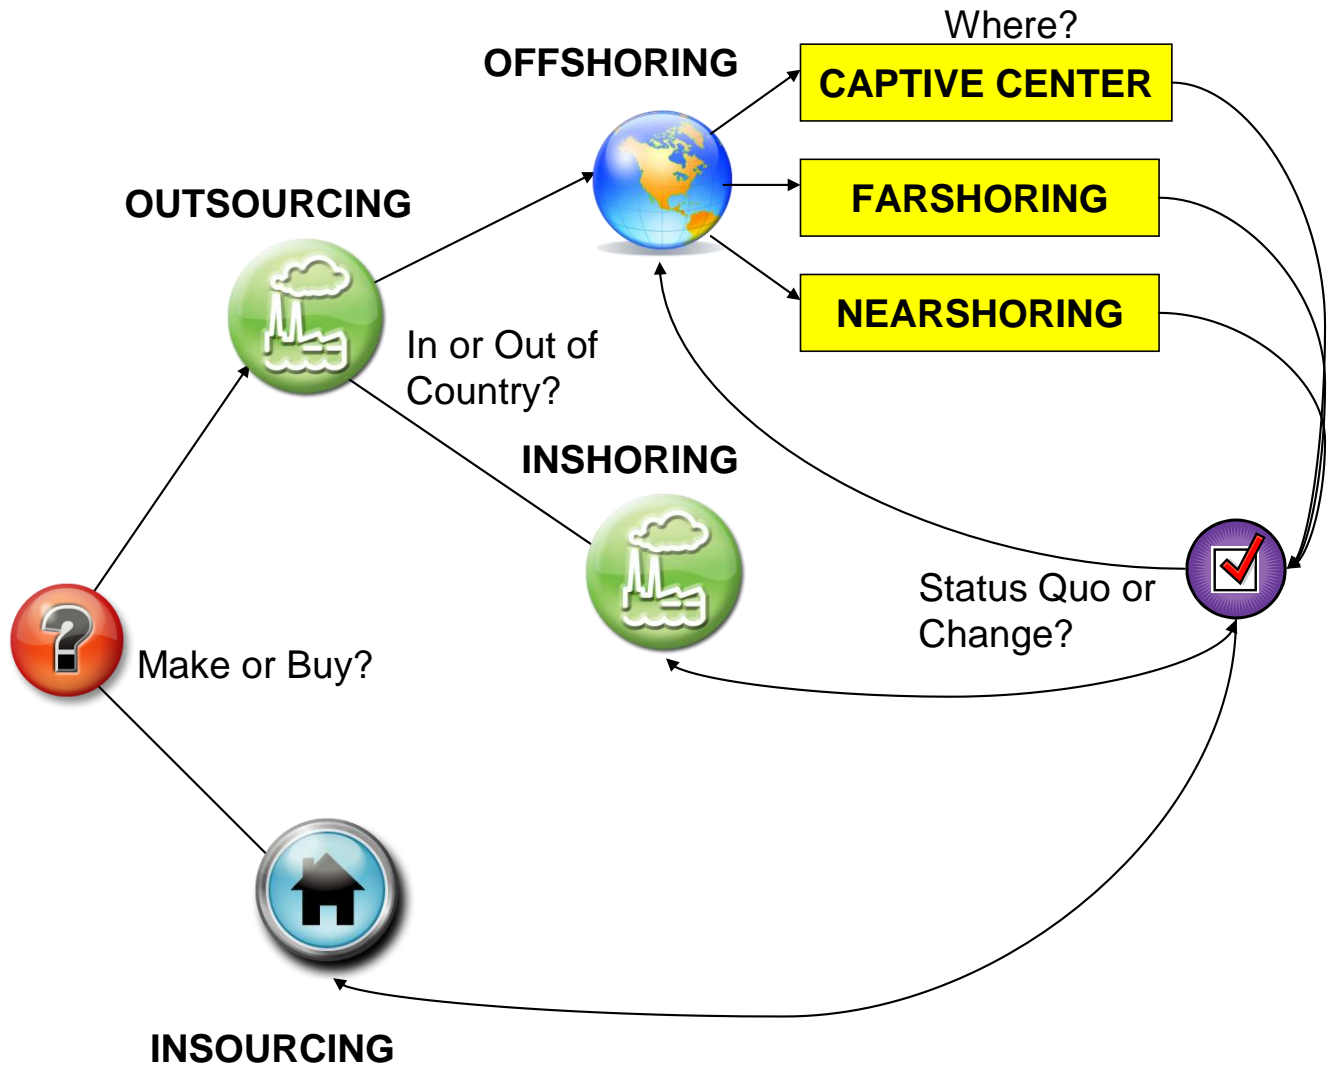 Where?
OFFSHORING
CAPTIVE CENTER
OUTSOURCING
FARSHORING
NEARSHORING
In or Out of
Country?
INSHORING
Status Quo or
Change?
Make or Buy?
INSOURCING